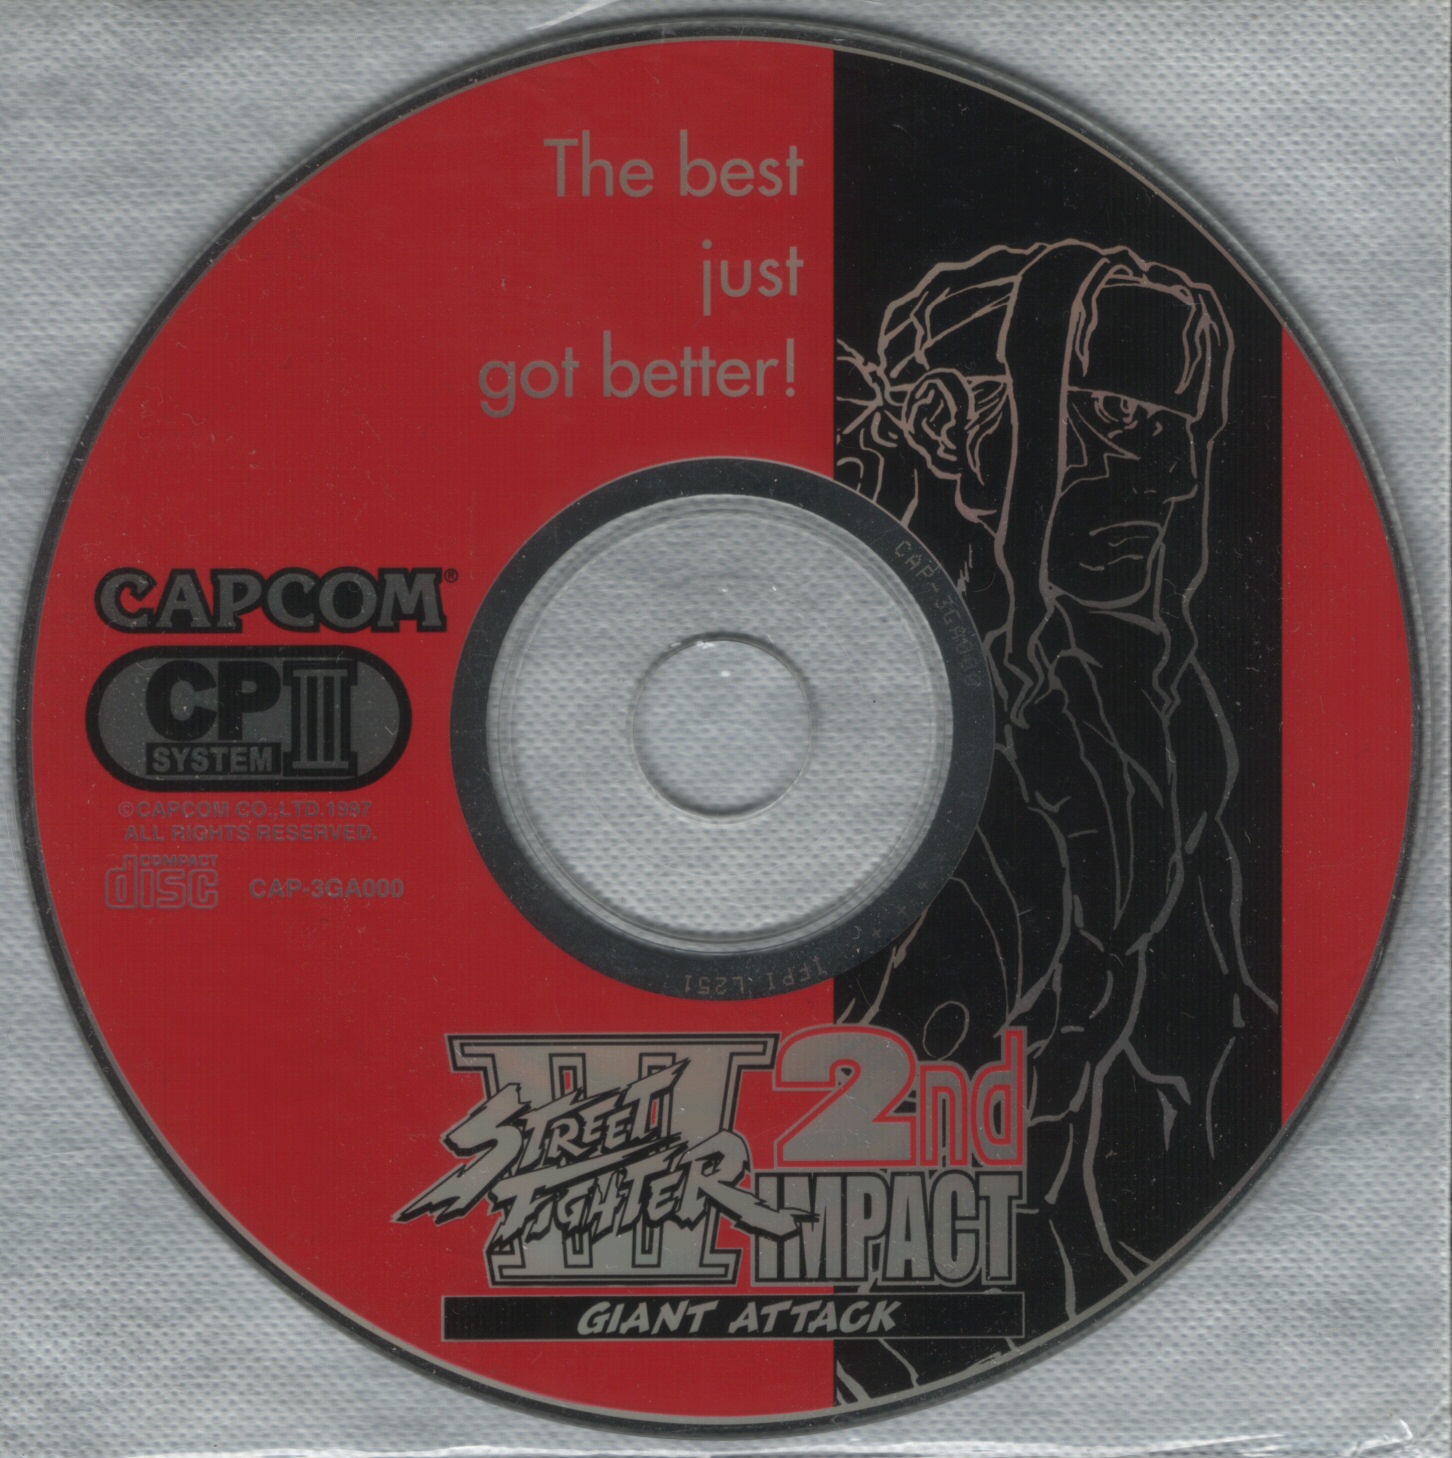 The best
just
got better!
CAPCOM®
CP
SYSTEM
III
©CAPCOM CO.,LTD.1997
ALL RIGHTS RESERVED.
COMPACT
disc
CAP-3GA000
CAP-3GA000
IFPI L251
III
STREET
FIGHTER
2nd
IMPACT
GIANT ATTACK